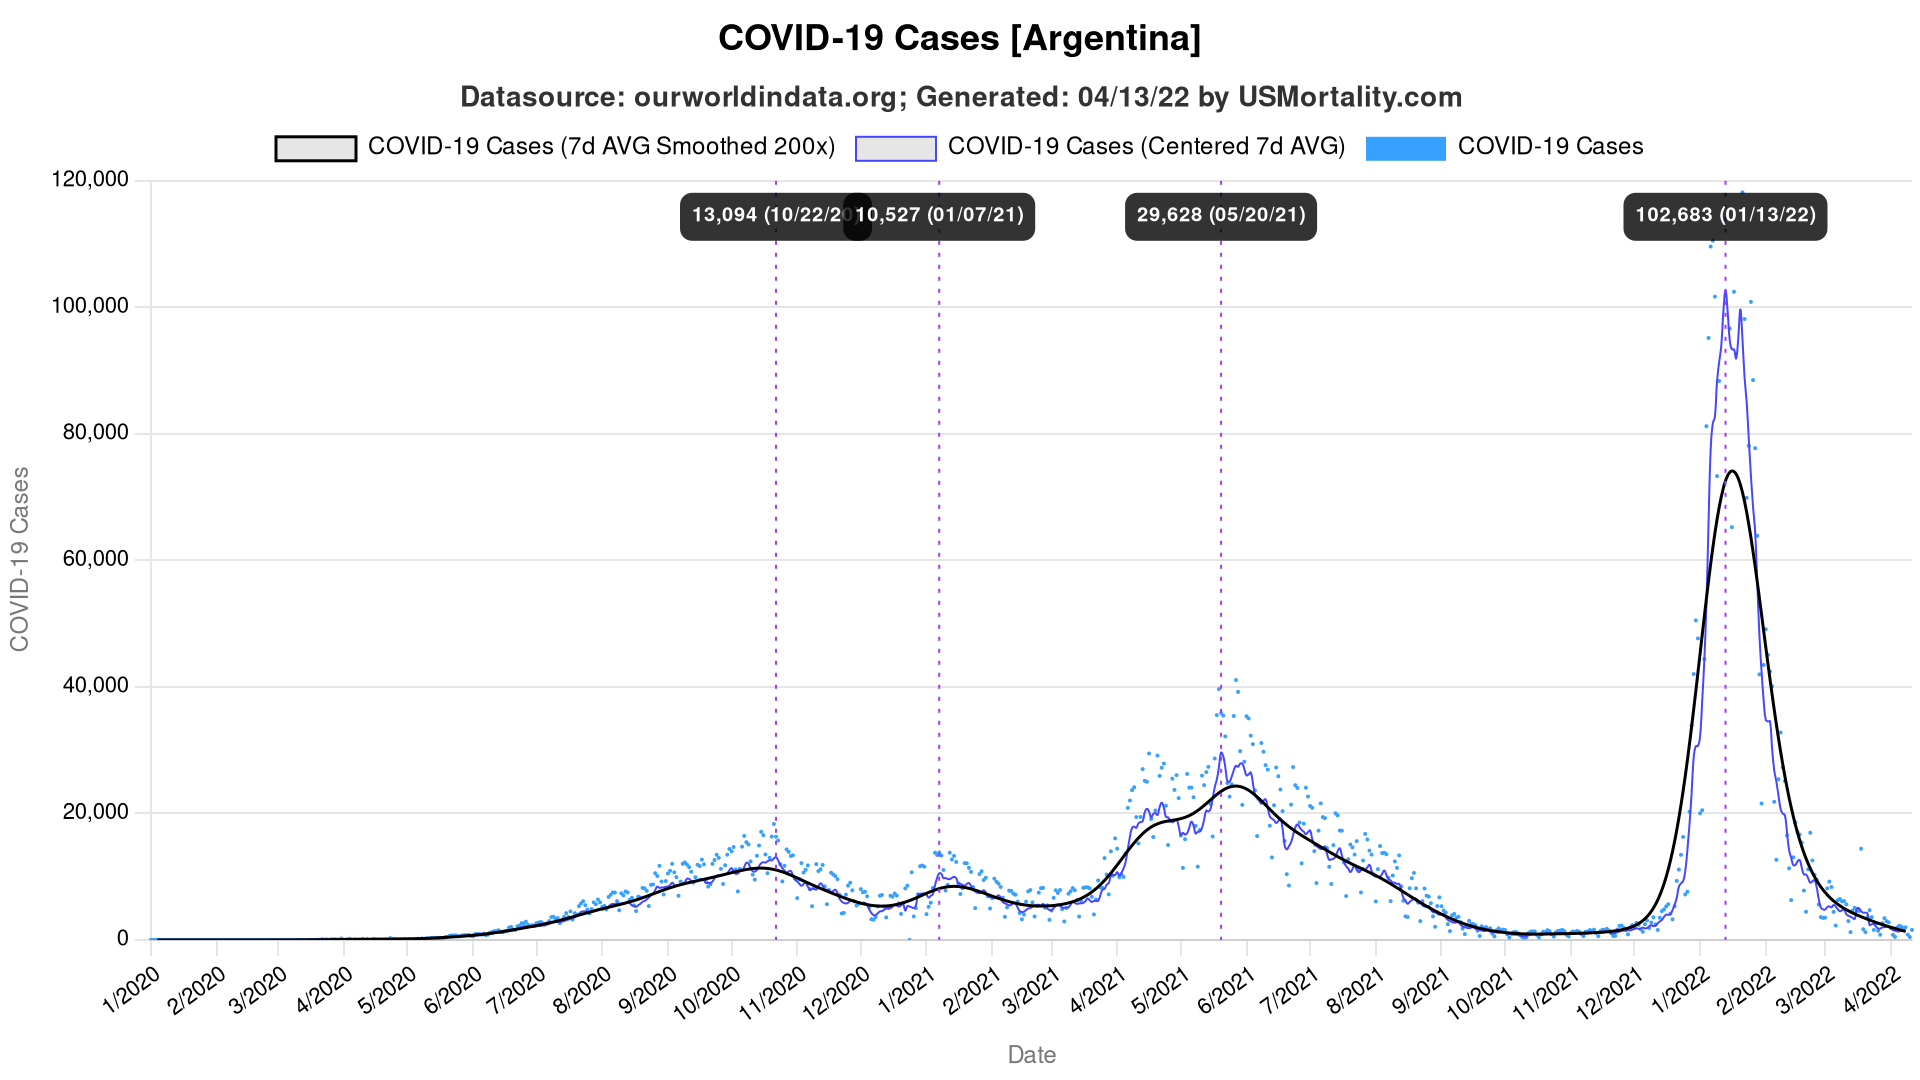 COVID-19 Cases [Argentina]
Datasource: ourworldindata.org; Generated: 04/13/22 by USMortality.com
COVID-19 Cases (7d AVG Smoothed 200x) COVID-19 Cases (Centered 7d AVG) COVID-19 Cases
120,000
13,094 (10/22/20) 10,527 (01/07/21) 29,628 (05/20/21) 102,683 (01/13/22)
100,000
80,000
60,000
40,000
20,000
0
COVID-19 Cases
1/2020 2/2020 3/2020 4/2020 5/2020 6/2020 7/2020 8/2020 9/2020 10/2020 11/2020 12/2020 1/2021 2/2021 3/2021 4/2021 5/2021 6/2021 7/2021 8/2021 9/2021 10/2021 11/2021 12/2021 1/2022 2/2022 3/2022 4/2022
Date